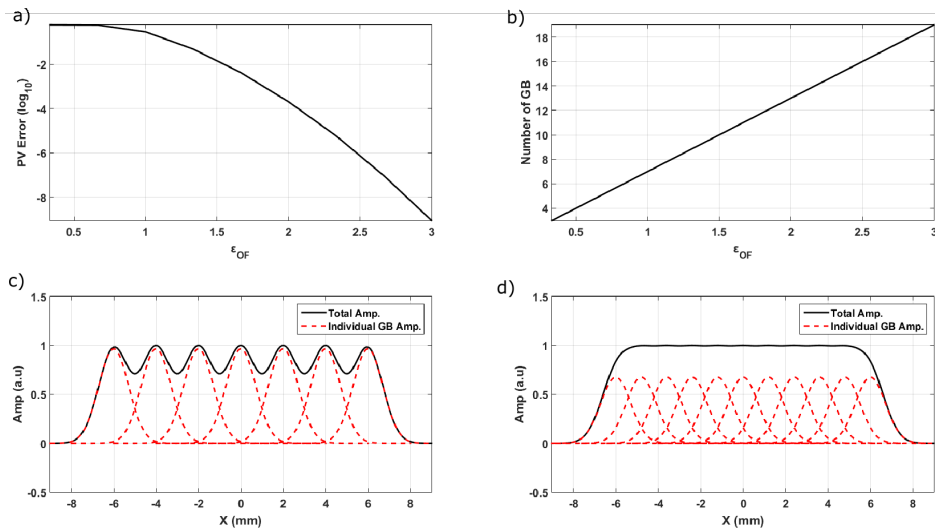 a)
PV Error (log10)
-2
-4
-6
-8
0.5 1 1.5 2 2.5 3
εOF
b)
Number of GB
18
16
14
12
10
8
6
4
0.5 1 1.5 2 2.5 3
εOF
c)
Amp (a.u)
1.5
1
0.5
0
-0.5
-8 -6 -4 -2 0 2 4 6 8
X (mm)
Total Amp.
Individual GB Amp.
d)
Amp (a.u)
1.5
1
0.5
0
-0.5
-8 -6 -4 -2 0 2 4 6 8
X (mm)
Total Amp.
Individual GB Amp.